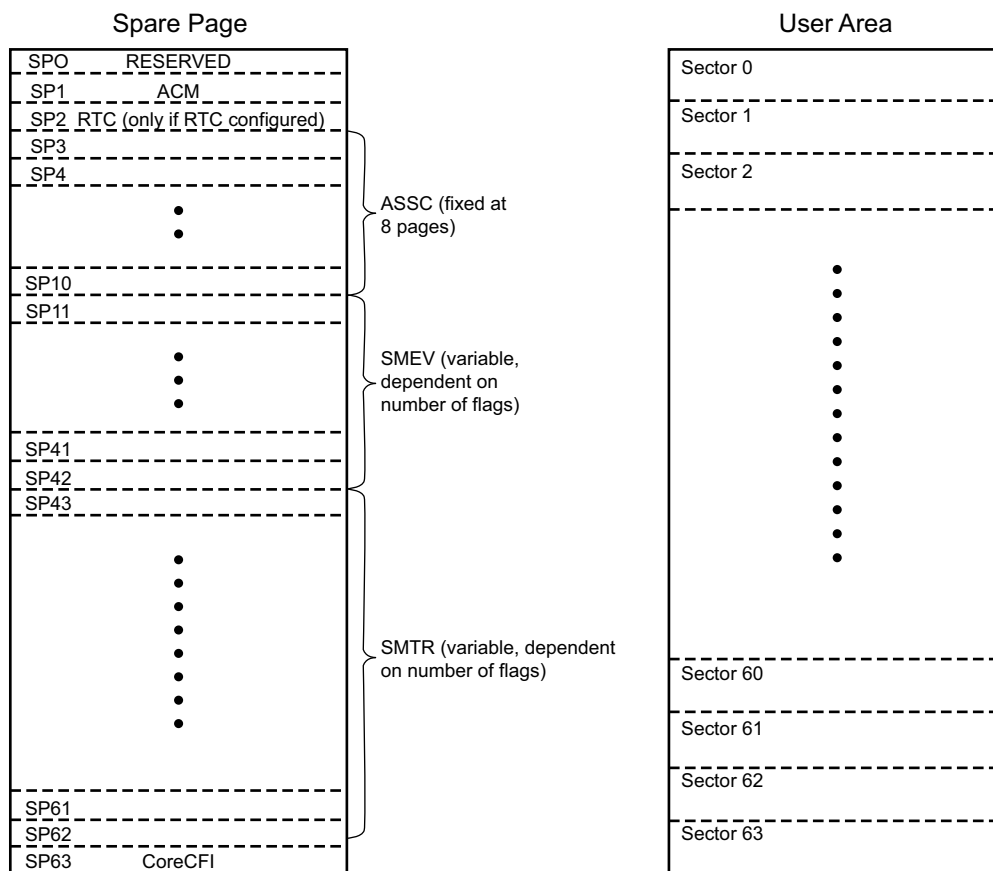 Spare Page
SPO RESERVED
SP1 ACM
SP2 RTC (only if RTC configured)
SP3
SP4
SP10
SP11
SP41
SP42
SP43
SP61
SP62
SP63 CoreCFI
ASSC (fixed at
8 pages)
SMEV (variable,
dependent on
number of flags)
SMTR (variable, dependent
on number of flags)
User Area
Sector 0
Sector 1
Sector 2
Sector 60
Sector 61
Sector 62
Sector 63